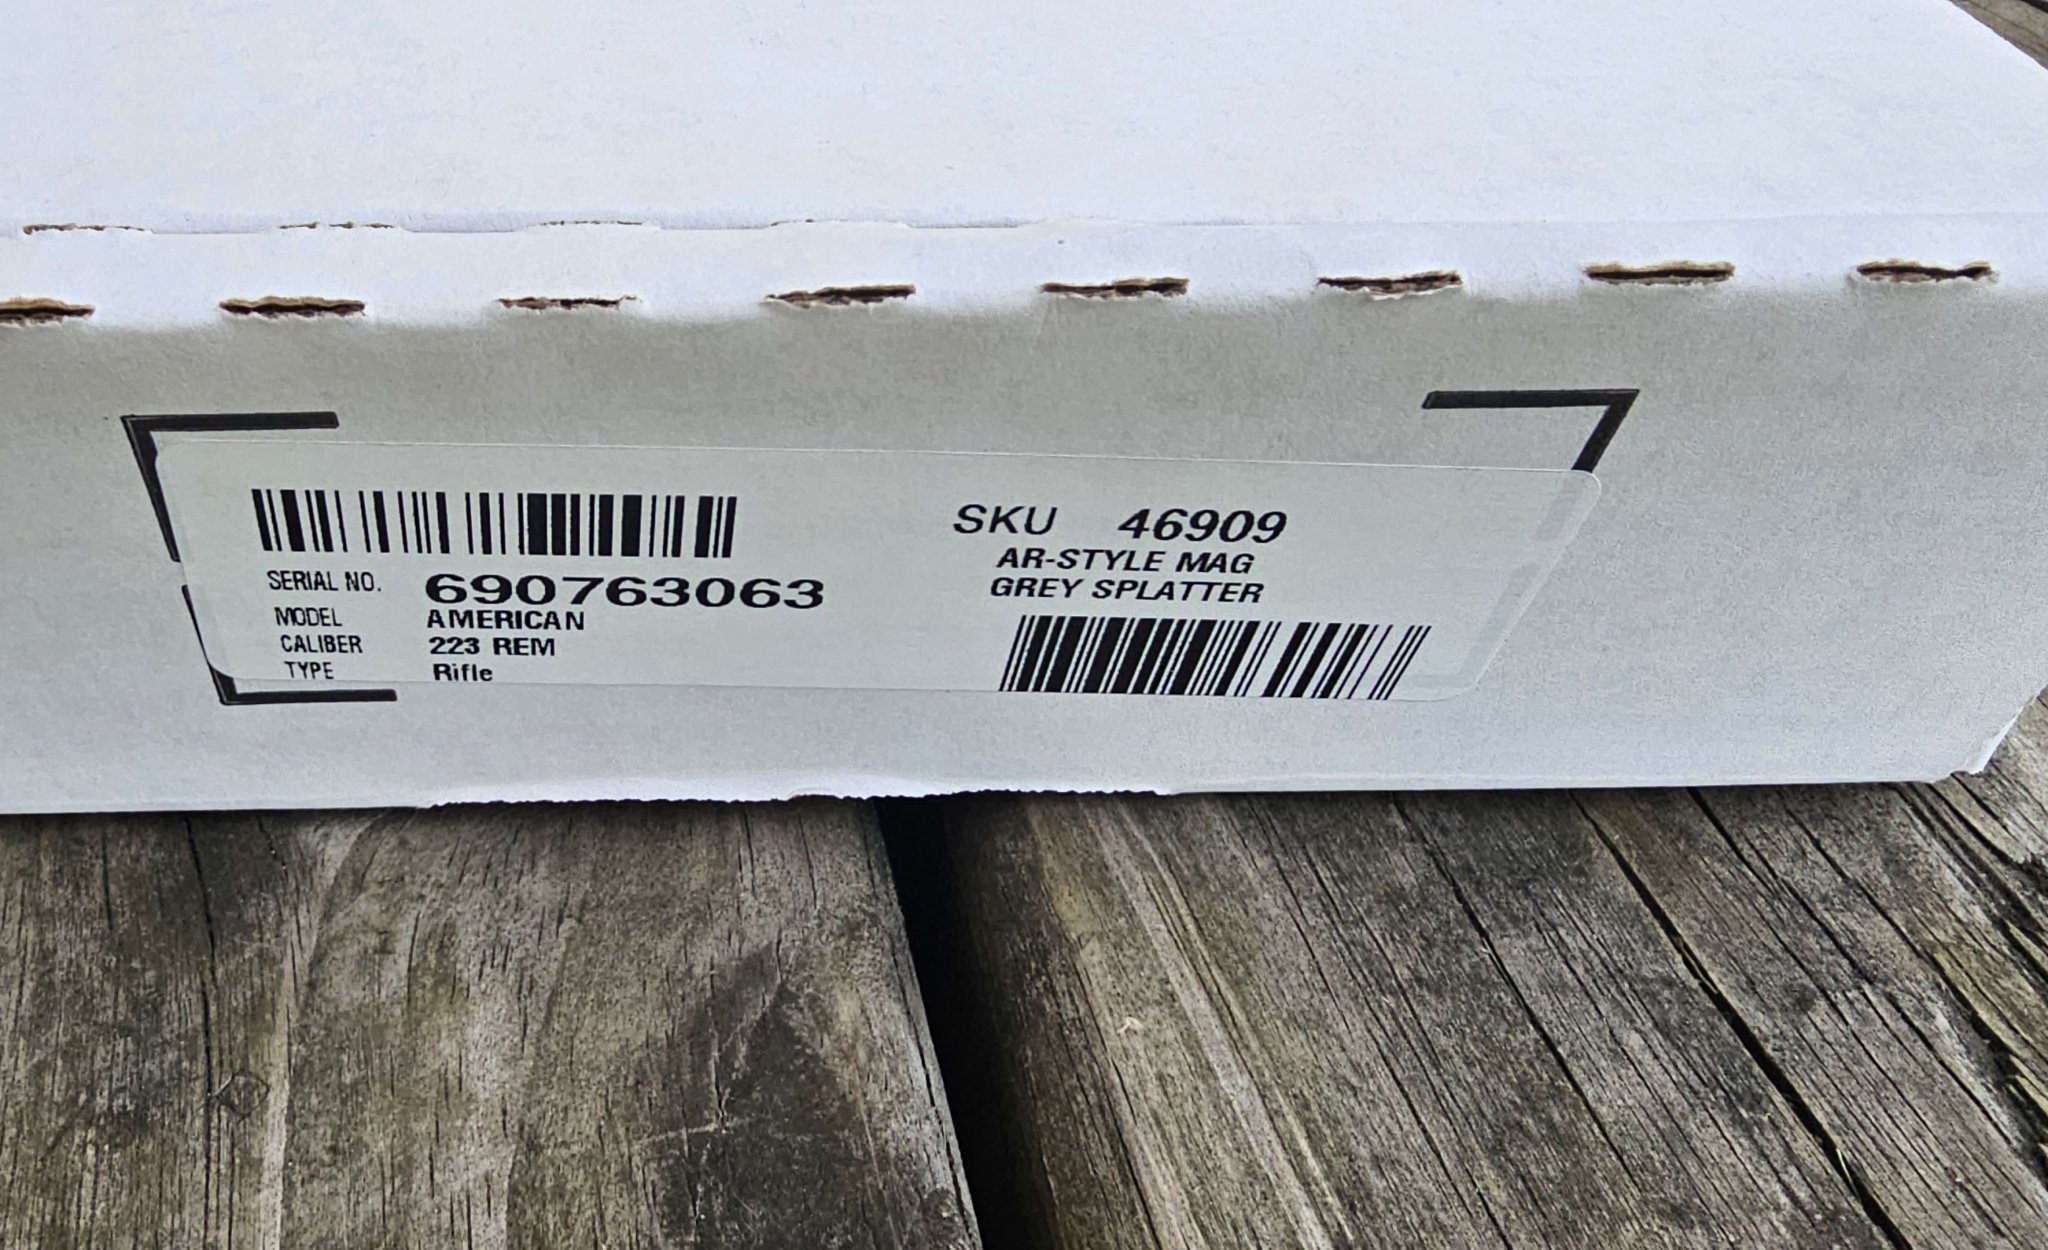 SERIAL NO. 690763063
MODEL AMERICAN
CALIBER 223 REM
TYPE Rifle
SKU 46909
AR-STYLE MAG
GREY SPLATTER